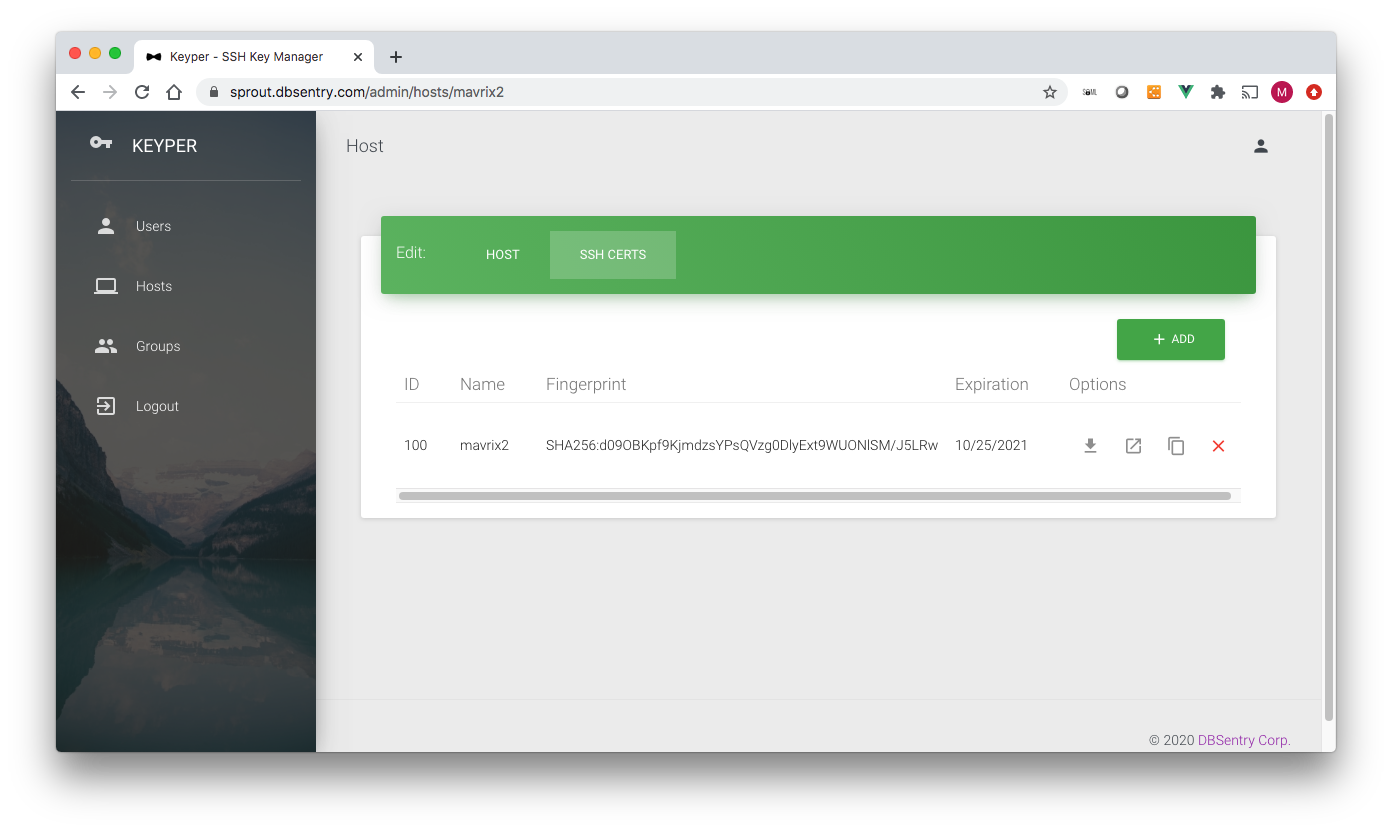 Keyper - SSH Key Manager
sprout.dbsentry.com/admin/hosts/mavrix2
M
KEYPER
Users
Hosts
Groups
Logout
Host
Edit: HOST SSH CERTS
ADD
ID Name Fingerprint Expiration Options
100 mavrix2 SHA256:d09OBKpf9KjmdzsYPsQVzg0DlyExt9WUONlSM/J5LRw 10/25/2021
© 2020 DBSentry Corp.